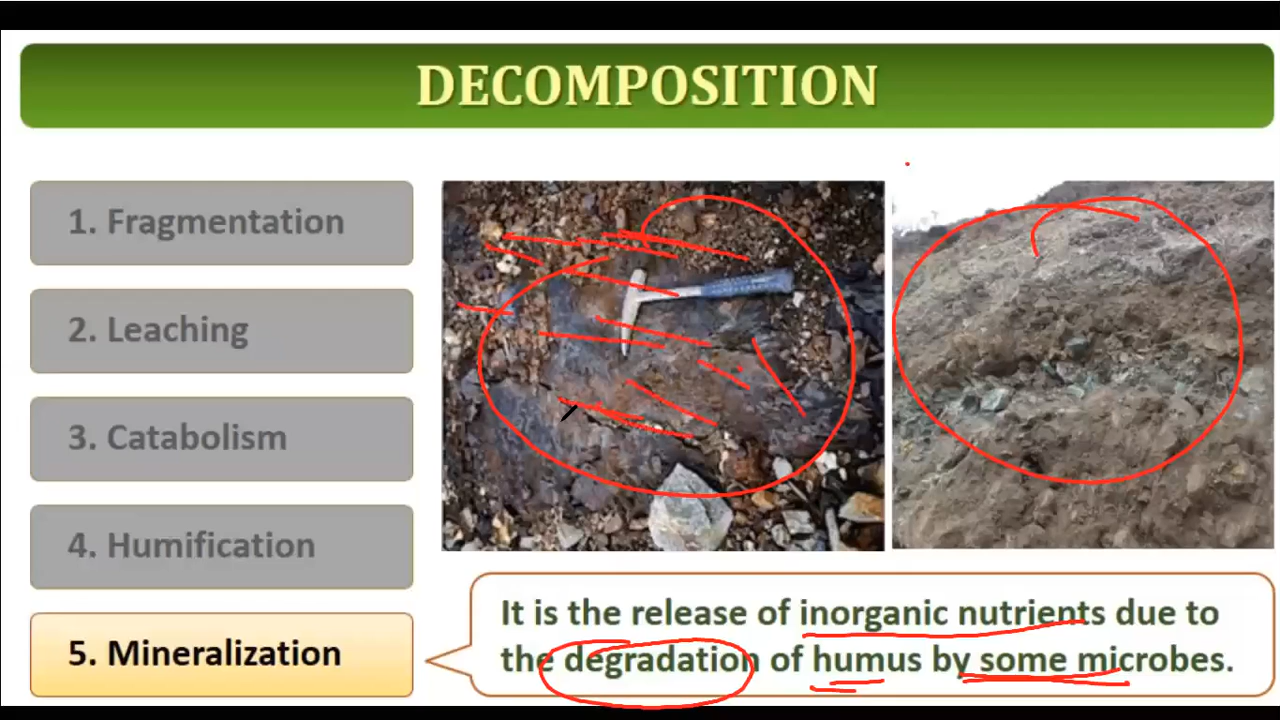 DECOMPOSITION
1. Fragmentation
2. Leaching
3. Catabolism
4. Humification
5. Mineralization
It is the release of inorganic nutrients due to
the degradation of humus by some microbes.